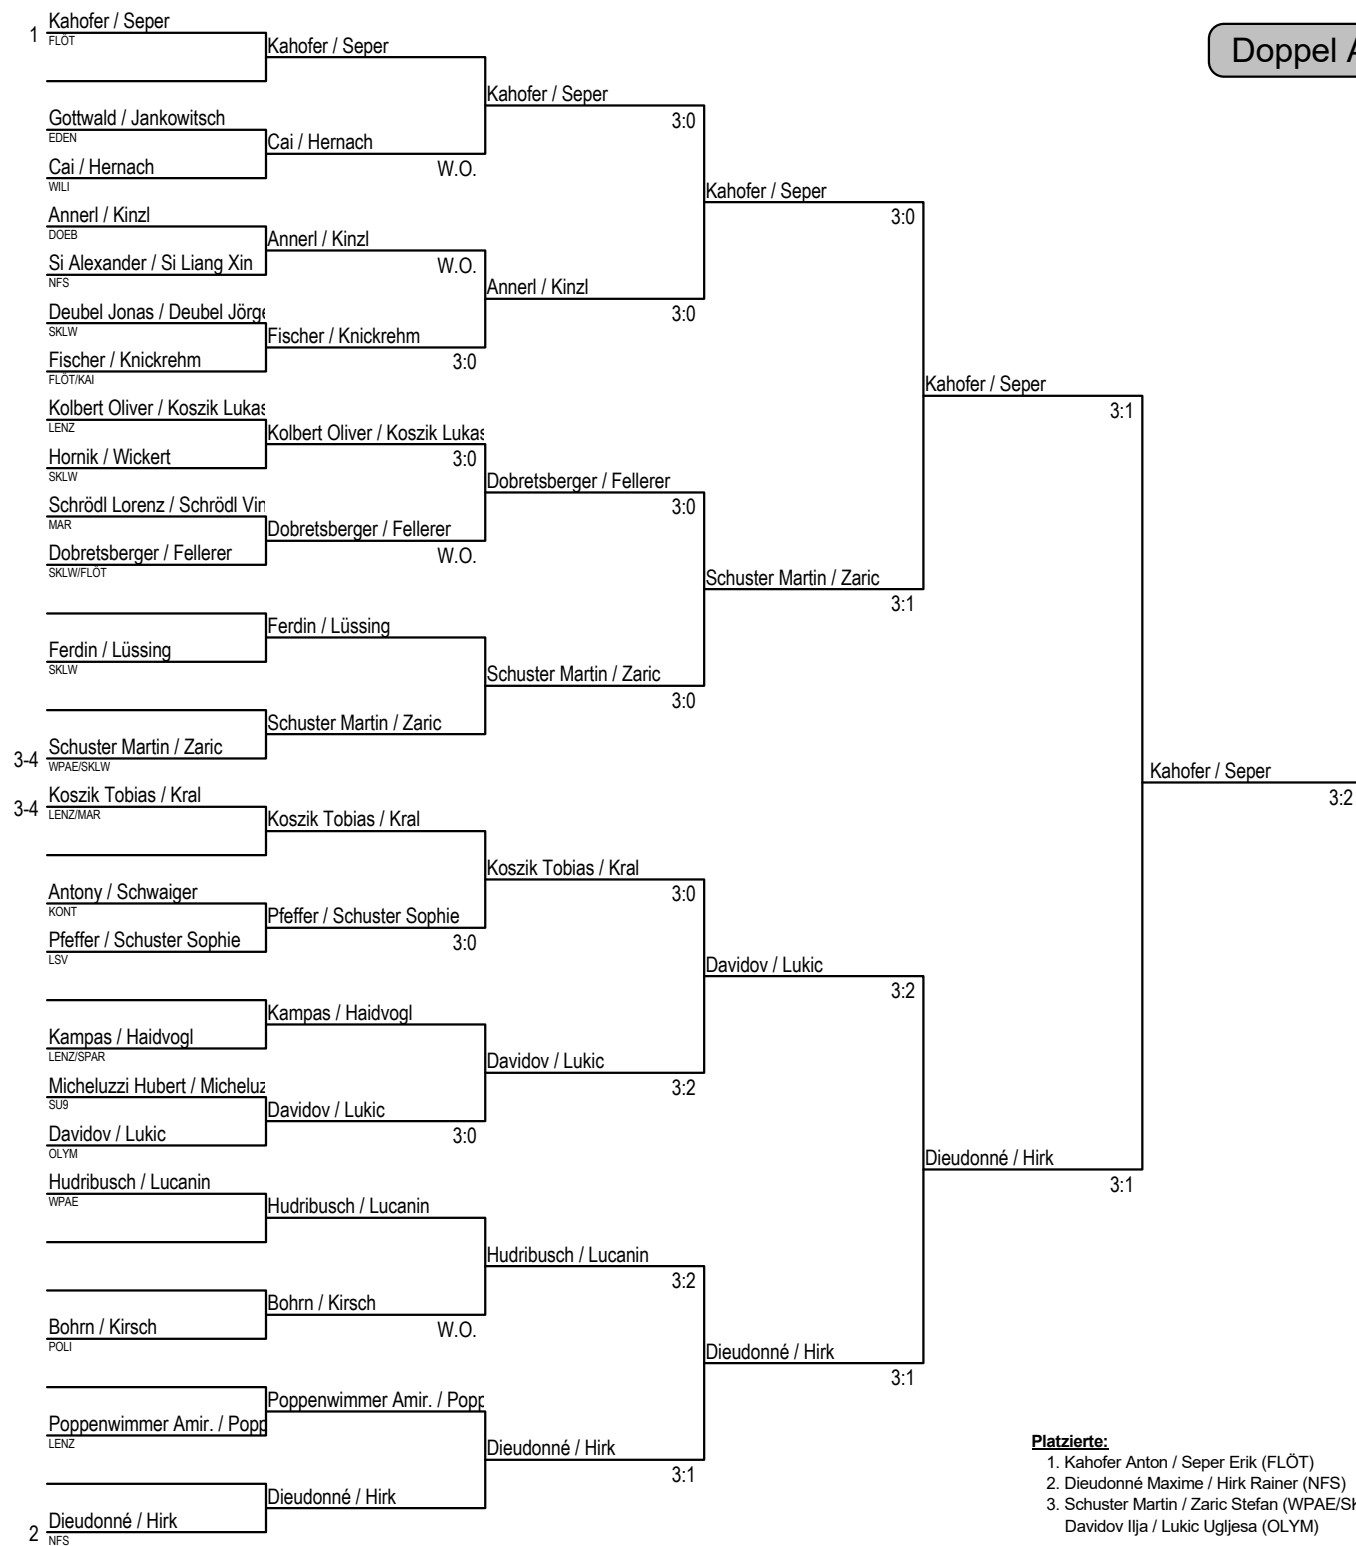 Doppel A
1 Kahofer / Seper
FLÖT
Gottwald / Jankowitsch
EDEN
Cai / Hernach
WILI
Annerl / Kinzl
DOEB
Si Alexander / Si Liang Xin
NFS
Deubel Jonas / Deubel Jörge
SKLW
Fischer / Knickrehm
FLÖT/KAI
Kolbert Oliver / Koszik Lukas
LENZ
Hornik / Wickert
SKLW
Schrödl Lorenz / Schrödl Vin
MAR
Dobretsberger / Fellerer
SKLW/FLÖT
Ferdin / Lüssing
SKLW
3-4 Schuster Martin / Zaric
WPAE/SKLW
3-4 Koszik Tobias / Kral
LENZ/MAR
Antony / Schwaiger
KONT
Pfeffer / Schuster Sophie
LSV
Kampas / Haidvogl
LENZ/SPAR
Micheluzzi Hubert / Micheluz
SU9
Davidov / Lukic
OLYM
Hudribusch / Lucanin
WPAE
Bohrn / Kirsch
POLI
Poppenwimmer Amir. / Popp
LENZ
2 Dieudonné / Hirk
NFS
Kahofer / Seper
Cai / Hernach
W.O.
Annerl / Kinzl
W.O.
Fischer / Knickrehm
3:0
Kolbert Oliver / Koszik Lukas
3:0
Dobretsberger / Fellerer
W.O.
Ferdin / Lüssing
Schuster Martin / Zaric
Koszik Tobias / Kral
Pfeffer / Schuster Sophie
3:0
Kampas / Haidvogl
Davidov / Lukic
3:0
Hudribusch / Lucanin
Bohrn / Kirsch
W.O.
Poppenwimmer Amir. / Popp
Dieudonné / Hirk
Kahofer / Seper
3:0
Annerl / Kinzl
3:0
Dobretsberger / Fellerer
3:0
Schuster Martin / Zaric
3:0
Koszik Tobias / Kral
3:0
Davidov / Lukic
3:2
Hudribusch / Lucanin
3:2
Dieudonné / Hirk
3:1
Kahofer / Seper
3:0
Schuster Martin / Zaric
3:1
Davidov / Lukic
3:2
Dieudonné / Hirk
3:1
Kahofer / Seper
3:1
Dieudonné / Hirk
3:1
Kahofer / Seper
3:2
Platzierte:
1. Kahofer Anton / Seper Erik (FLÖT)
2. Dieudonné Maxime / Hirk Rainer (NFS)
3. Schuster Martin / Zaric Stefan (WPAE/SK
Davidov Ilja / Lukic Ugljesa (OLYM)